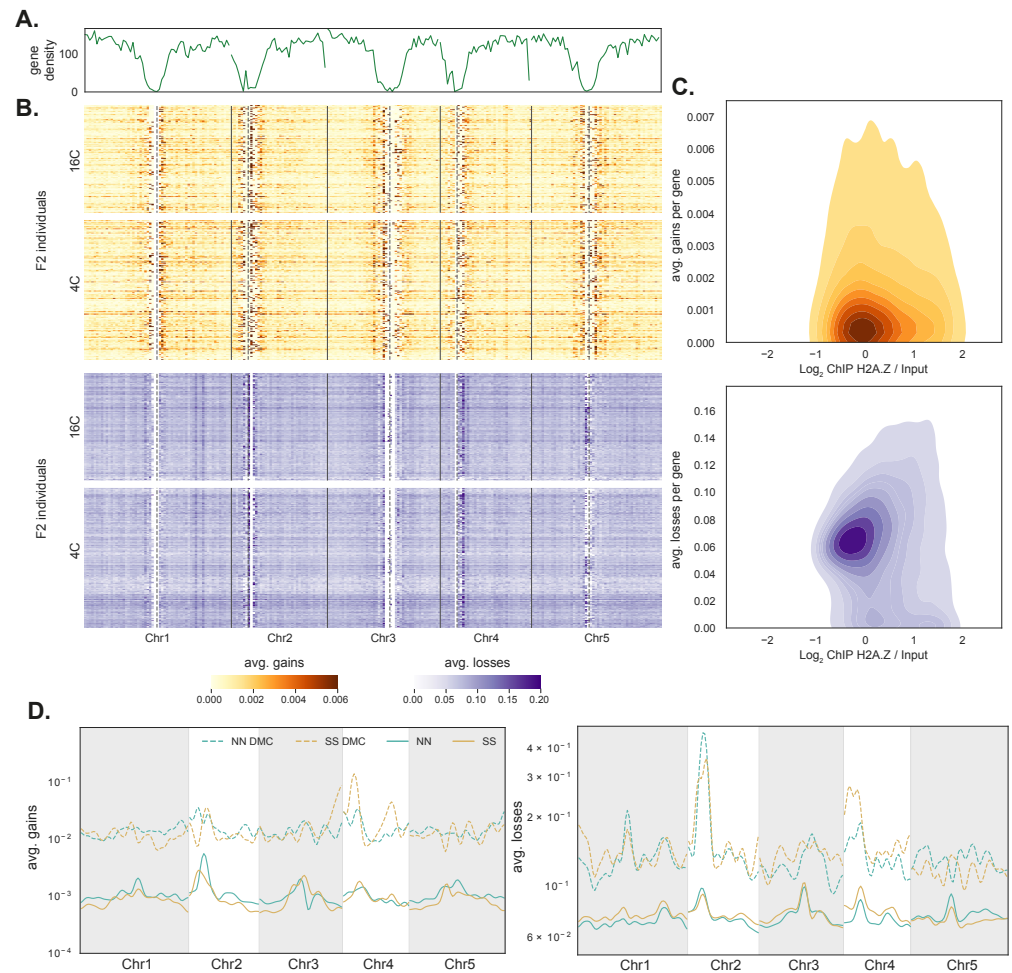 A.
gene
density
100
0
B.
F2 individuals
16C
4C
F2 individuals
16C
4C
Chr1
Chr2
Chr3
Chr4
Chr5
avg. gains
0.000
0.002
0.004
0.006
avg. losses
0.00
0.05
0.10
0.15
0.20
C.
avg. gains per gene
0.007
0.006
0.005
0.004
0.003
0.002
0.001
0.000
−2
−1
0
1
2
Log₂ ChIP H2A.Z / Input
avg. losses per gene
0.16
0.14
0.12
0.10
0.08
0.06
0.04
0.02
0.00
−2
−1
0
1
2
Log₂ ChIP H2A.Z / Input
D.
NN DMC
SS DMC
NN
SS
avg. gains
10⁻¹
10⁻²
10⁻³
10⁻⁴
Chr1
Chr2
Chr3
Chr4
Chr5
avg. losses
4 × 10⁻¹
3 × 10⁻¹
2 × 10⁻¹
10⁻¹
6 × 10⁻²
Chr1
Chr2
Chr3
Chr4
Chr5